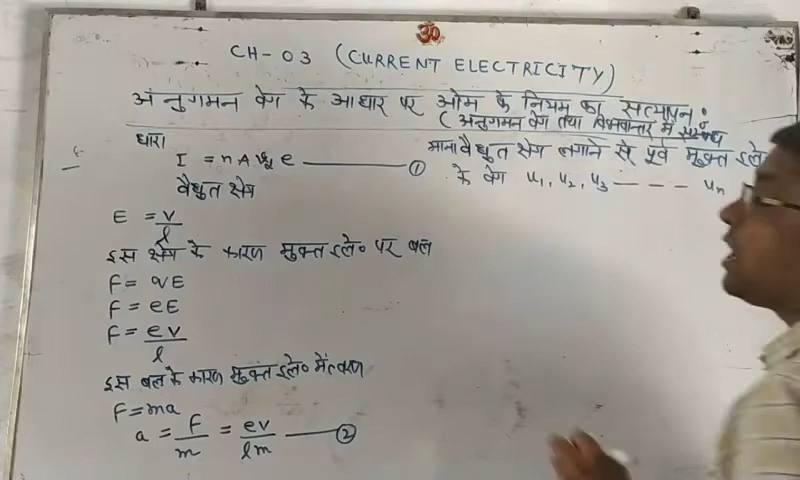 ॐ
CH-03 (CURRENT ELECTRICITY)
अनुगमन वेग के आधार पर ओम के नियम का सत्यापन:
(अनुगमन वेग तथा विभवान्तर में सम्बन्ध
धारा
I = nAVde ——— ①
वैधुत क्षेत्र
E = v/l
इस क्षेत्र के कारण मुक्त इले० पर बल
F = qE
F = eE
F = ev/l
इस बल के कारण मुक्त इले० में त्वरण
F = ma
a = F/m = ev/lm ——— ②
माना वैधुत क्षेत्र लगाने से पूर्व मुक्त इले०
के वेग u₁, u₂, u₃ - - - - uₙ